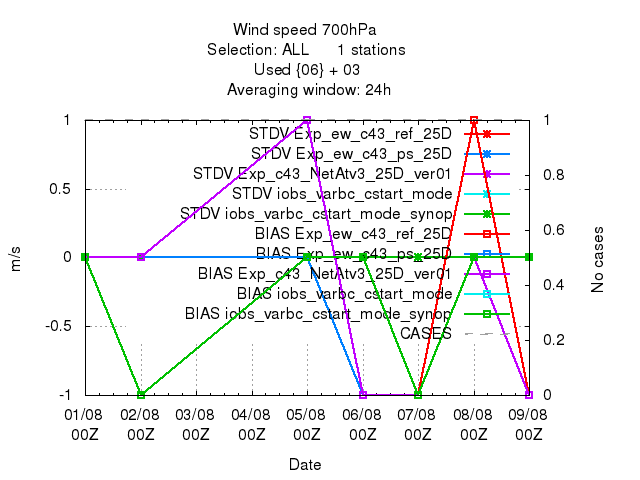 Wind speed 700hPa
Selection: ALL 1 stations
Used {06} + 03
Averaging window: 24h
1 1
STDV Exp_ew_c43_ref_25D
STDV Exp_ew_c43_ps_25D
STDV Exp_c43_NetAtv3_25D_ver01
0.5 0.8
STDV iobs_varbc_cstart_mode
STDV iobs_varbc_cstart_mode_synop
BIAS Exp_ew_c43_ref_25D
0.6
BIAS Exp_ew_c43_ps_25D
m/s 0 No cases
BIAS Exp_c43_NetAtv3_25D_ver01
0.4
BIAS iobs_varbc_cstart_mode
BIAS iobs_varbc_cstart_mode_synop
-0.5 0.2
CASES
-1 0
01/08 02/08 03/08 04/08 05/08 06/08 07/08 08/08 09/08
00Z 00Z 00Z 00Z 00Z 00Z 00Z 00Z 00Z
Date